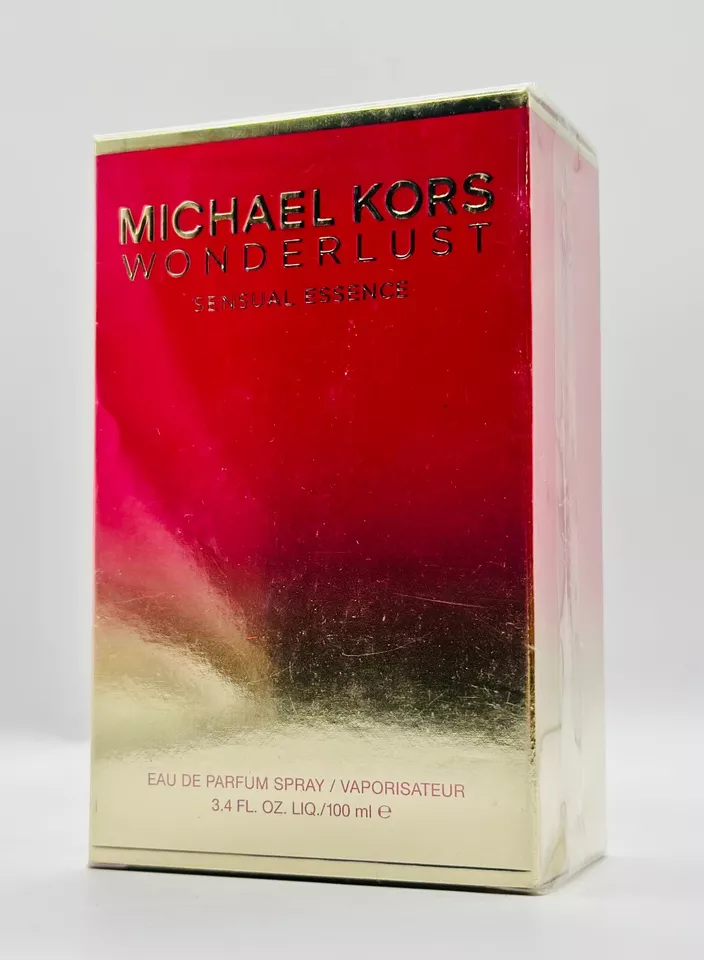 MICHAEL KORS
WONDERLUST
SENSUAL ESSENCE
EAU DE PARFUM SPRAY / VAPORISATEUR
3.4 FL. OZ. LIQ./100 ml ℮